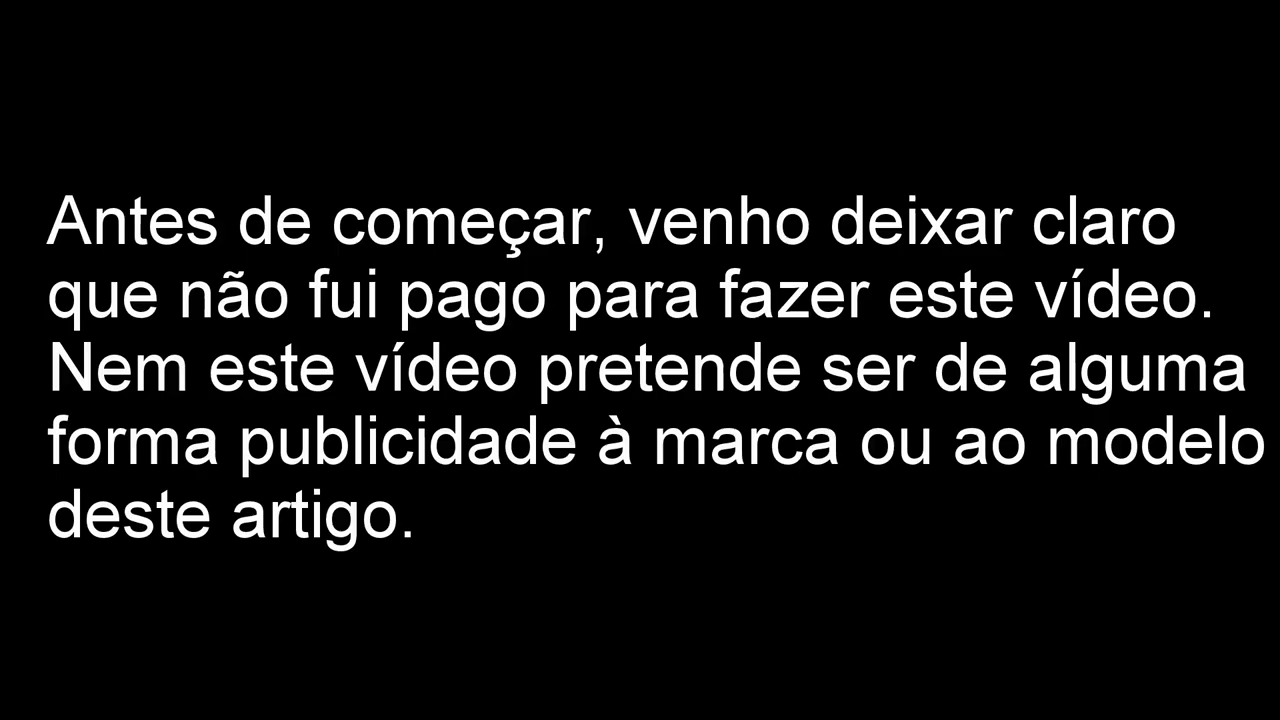 Antes de começar, venho deixar claro
que não fui pago para fazer este vídeo.
Nem este vídeo pretende ser de alguma
forma publicidade à marca ou ao modelo
deste artigo.